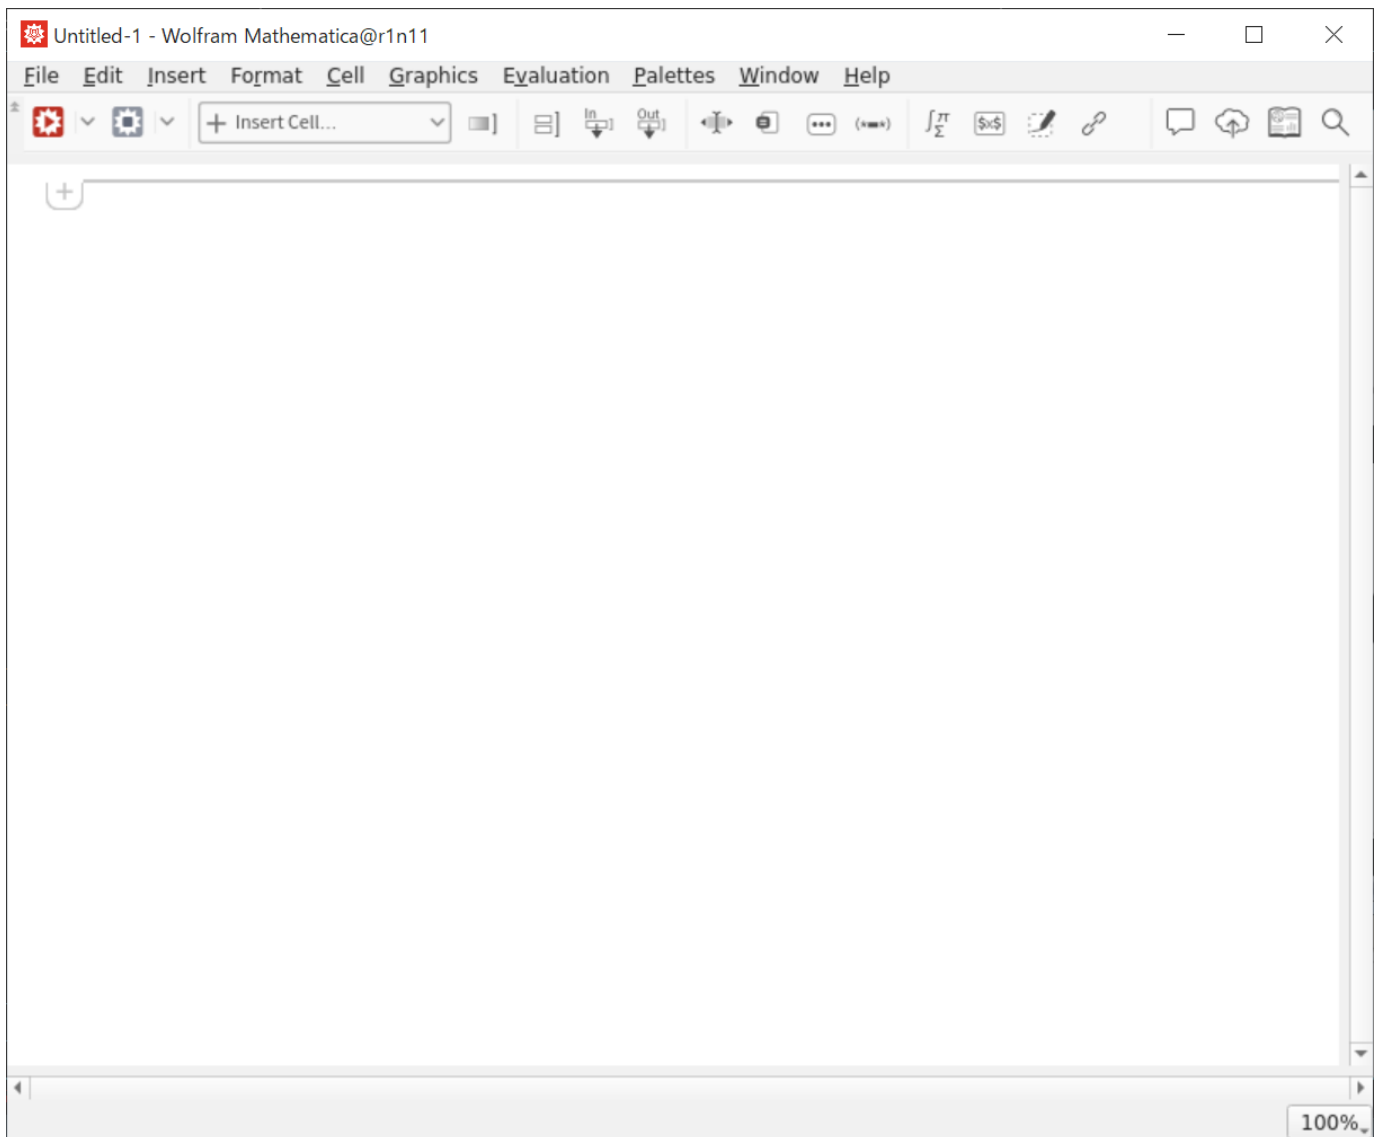 Untitled-1 - Wolfram Mathematica@r1n11
File Edit Insert Format Cell Graphics Evaluation Palettes Window Help
+ Insert Cell... In Out ∫π Σ $x$
+
100%